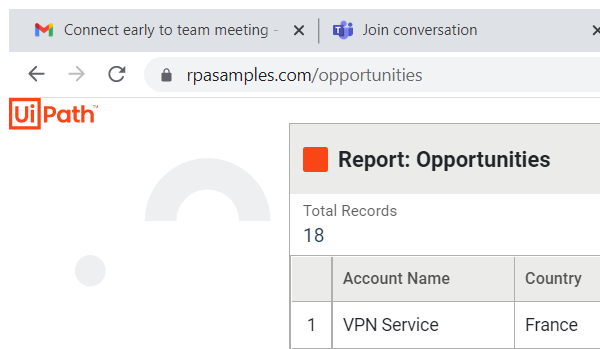 Connect early to team meeting -
Join conversation
rpasamples.com/opportunities
UiPath™
Report: Opportunities
Total Records
18
Account Name Country
1 VPN Service France